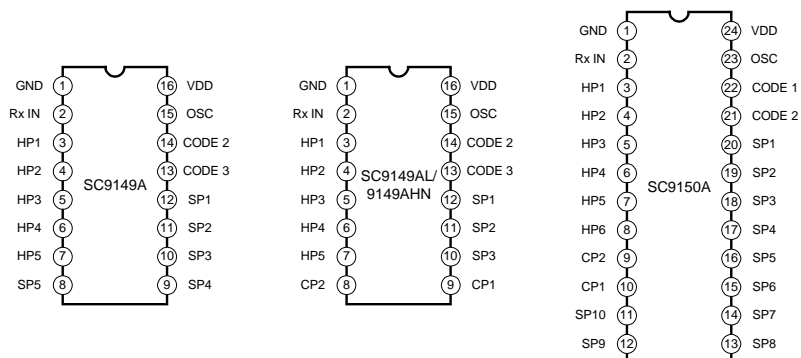 SC9149A
GND 1
Rx IN 2
HP1 3
HP2 4
HP3 5
HP4 6
HP5 7
SP5 8
16 VDD
15 OSC
14 CODE 2
13 CODE 3
12 SP1
11 SP2
10 SP3
9 SP4
SC9149AL/
9149AHN
GND 1
Rx IN 2
HP1 3
HP2 4
HP3 5
HP4 6
HP5 7
CP2 8
16 VDD
15 OSC
14 CODE 2
13 CODE 3
12 SP1
11 SP2
10 SP3
9 CP1
SC9150A
GND 1
Rx IN 2
HP1 3
HP2 4
HP3 5
HP4 6
HP5 7
HP6 8
CP2 9
CP1 10
SP10 11
SP9 12
24 VDD
23 OSC
22 CODE 1
21 CODE 2
20 SP1
19 SP2
18 SP3
17 SP4
16 SP5
15 SP6
14 SP7
13 SP8